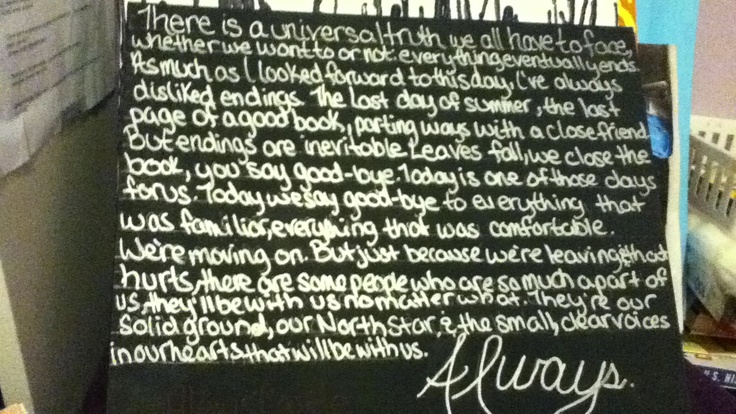 There is a universal truth we all have to face,
whether we want to or not: everything eventually ends.
As much as I looked forward to this day, I've always
disliked endings. The last day of summer, the last
page of a good book, parting ways with a close friend.
But endings are inevitable. Leaves fall, we close the
book, you say good-bye. Today is one of those days
for us. Today we say good-bye to everything that
was familiar, everything that was comfortable.
We're moving on. But just because we're leaving & that
hurts, there are some people who are so much a part of
us, they'll be with us no matter what. They're our
solid ground, our North Star, & the small, clear voices
in our hearts that will be with us.
Always.
S. HI